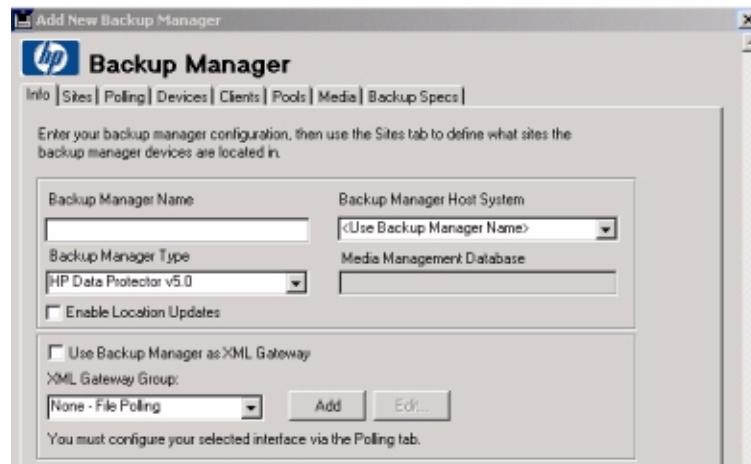 Add New Backup Manager
hp Backup Manager
Info Sites Polling Devices Clients Pools Media Backup Specs
Enter your backup manager configuration, then use the Sites tab to define what sites the
backup manager devices are located in.
Backup Manager Name
Backup Manager Host System
<Use Backup Manager Name>
Backup Manager Type
Media Management Database
HP Data Protector v5.0
Enable Location Updates
Use Backup Manager as XML Gateway
XML Gateway Group:
None - File Polling
Add
Edit...
You must configure your selected interface via the Polling tab.